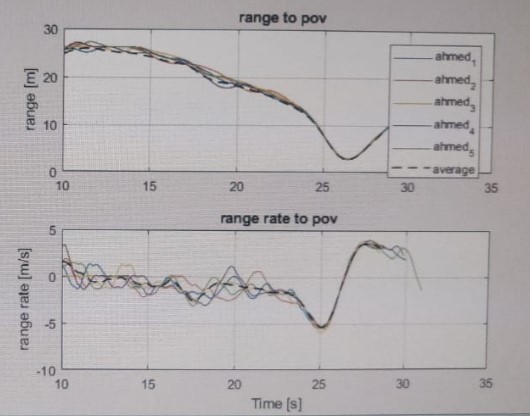 range to pov
30
20
10
0
range [m]
10 15 20 25 30 35
ahmed1
ahmed2
ahmed3
ahmed4
ahmed5
average
range rate to pov
5
0
-5
-10
range rate [m/s]
10 15 20 25 30 35
Time [s]